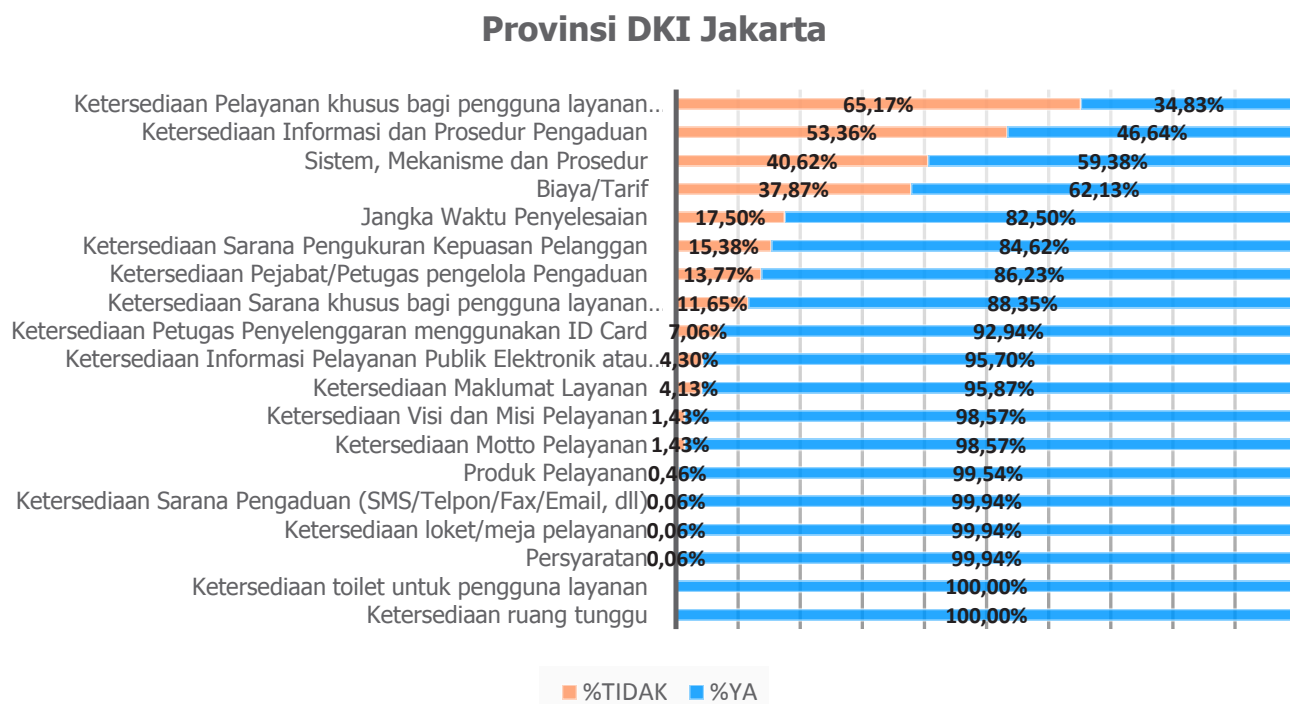 Provinsi DKI Jakarta
Ketersediaan Pelayanan khusus bagi pengguna layanan.. 65,17% 34,83%
Ketersediaan Informasi dan Prosedur Pengaduan 53,36% 46,64%
Sistem, Mekanisme dan Prosedur 40,62% 59,38%
Biaya/Tarif 37,87% 62,13%
Jangka Waktu Penyelesaian 17,50% 82,50%
Ketersediaan Sarana Pengukuran Kepuasan Pelanggan 15,38% 84,62%
Ketersediaan Pejabat/Petugas pengelola Pengaduan 13,77% 86,23%
Ketersediaan Sarana khusus bagi pengguna layanan.. 11,65% 88,35%
Ketersediaan Petugas Penyelenggaran menggunakan ID Card 7,06% 92,94%
Ketersediaan Informasi Pelayanan Publik Elektronik atau.. 4,30% 95,70%
Ketersediaan Maklumat Layanan 4,13% 95,87%
Ketersediaan Visi dan Misi Pelayanan 1,43% 98,57%
Ketersediaan Motto Pelayanan 1,43% 98,57%
Produk Pelayanan 0,46% 99,54%
Ketersediaan Sarana Pengaduan (SMS/Telpon/Fax/Email, dll) 0,06% 99,94%
Ketersediaan loket/meja pelayanan 0,06% 99,94%
Persyaratan 0,06% 99,94%
Ketersediaan toilet untuk pengguna layanan 100,00%
Ketersediaan ruang tunggu 100,00%
%TIDAK %YA